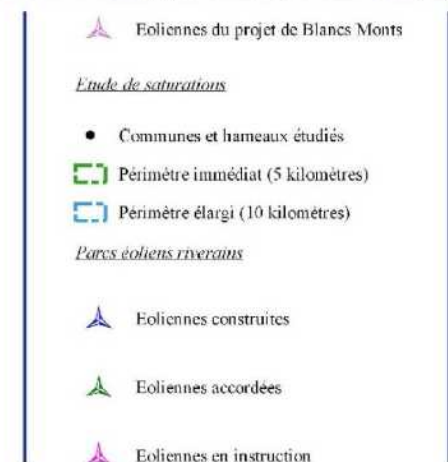 Eoliennes du projet de Blancs Monts
Etude de saturations
Communes et hameaux étudiés
Périmètre immédiat (5 kilomètres)
Périmètre élargi (10 kilomètres)
Parcs éoliens riverains
Eoliennes construites
Eoliennes accordées
Eoliennes en instruction